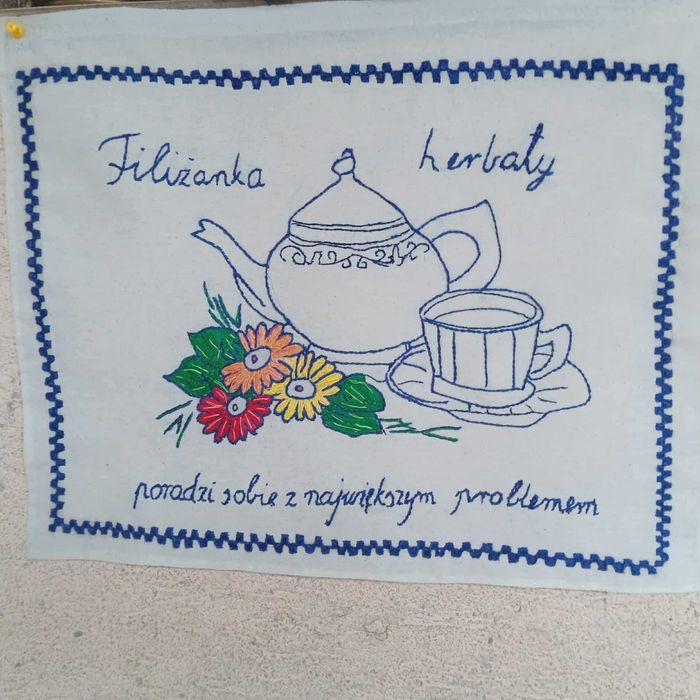 Filiżanka herbaty
poradzi sobie z największym problemem